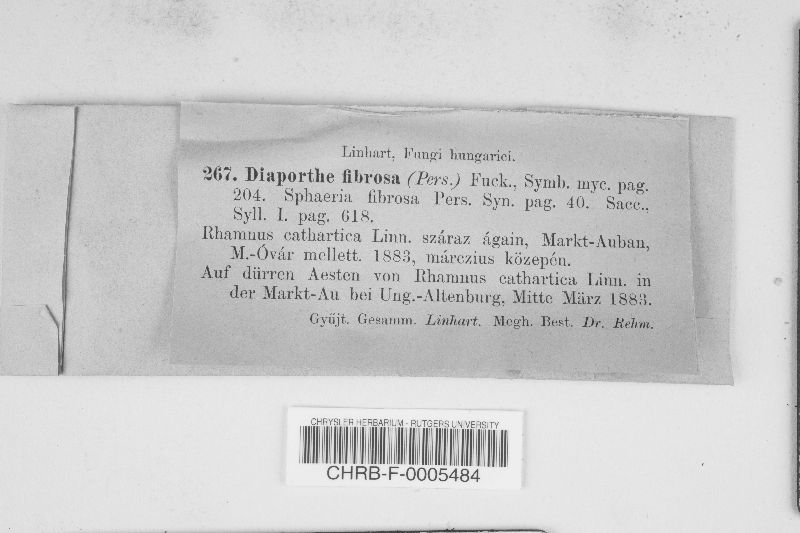 Linhart, Fungi hungarici.
267. Diaporthe fibrosa (Pers.) Fuck., Symb. myc. pag.
204. Sphaeria fibrosa Pers. Syn. pag. 40. Sacc.,
Syll. I. pag. 618.
Rhamnus cathartica Linn. száraz ágain, Markt-Auban,
M.-Óvár mellett. 1883, márczius közepén.
Auf dürren Aesten von Rhamnus cathartica Linn. in
der Markt-Au bei Ung.-Altenburg, Mitte März 1883.
Gyűjt. Gesamm. Linhart. Megh. Best. Dr. Rehm.
CHRYSLER HERBARIUM - RUTGERS UNIVERSITY
CHRB-F-0005484